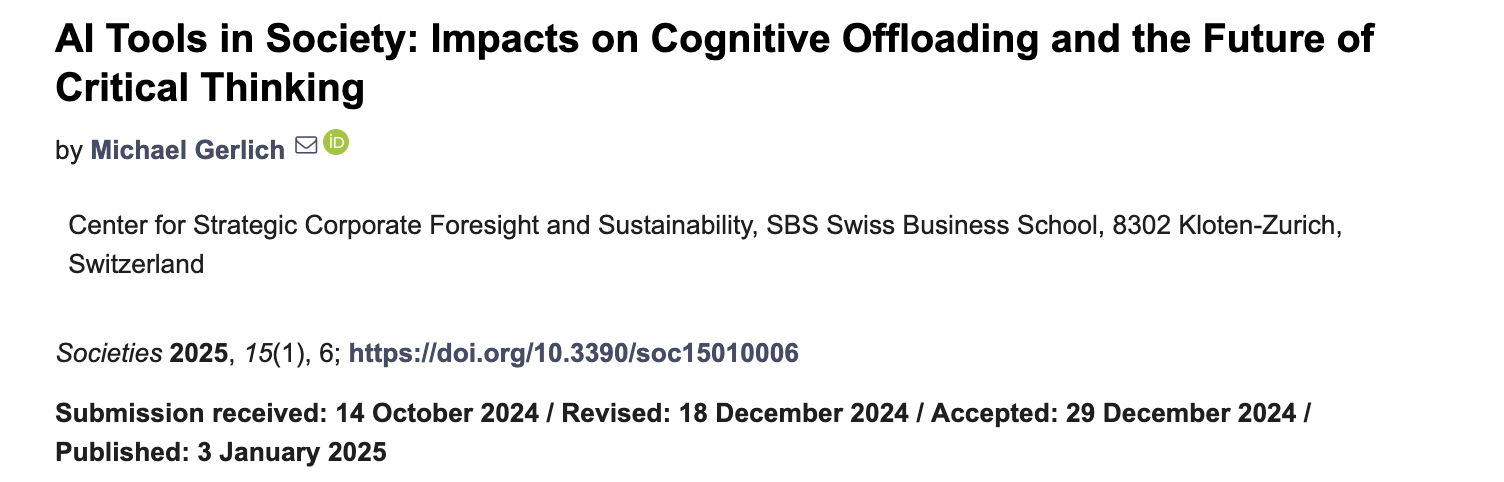 AI Tools in Society: Impacts on Cognitive Offloading and the Future of
Critical Thinking
by Michael Gerlich iD
Center for Strategic Corporate Foresight and Sustainability, SBS Swiss Business School, 8302 Kloten-Zurich,
Switzerland
Societies 2025, 15(1), 6; https://doi.org/10.3390/soc15010006
Submission received: 14 October 2024 / Revised: 18 December 2024 / Accepted: 29 December 2024 /
Published: 3 January 2025